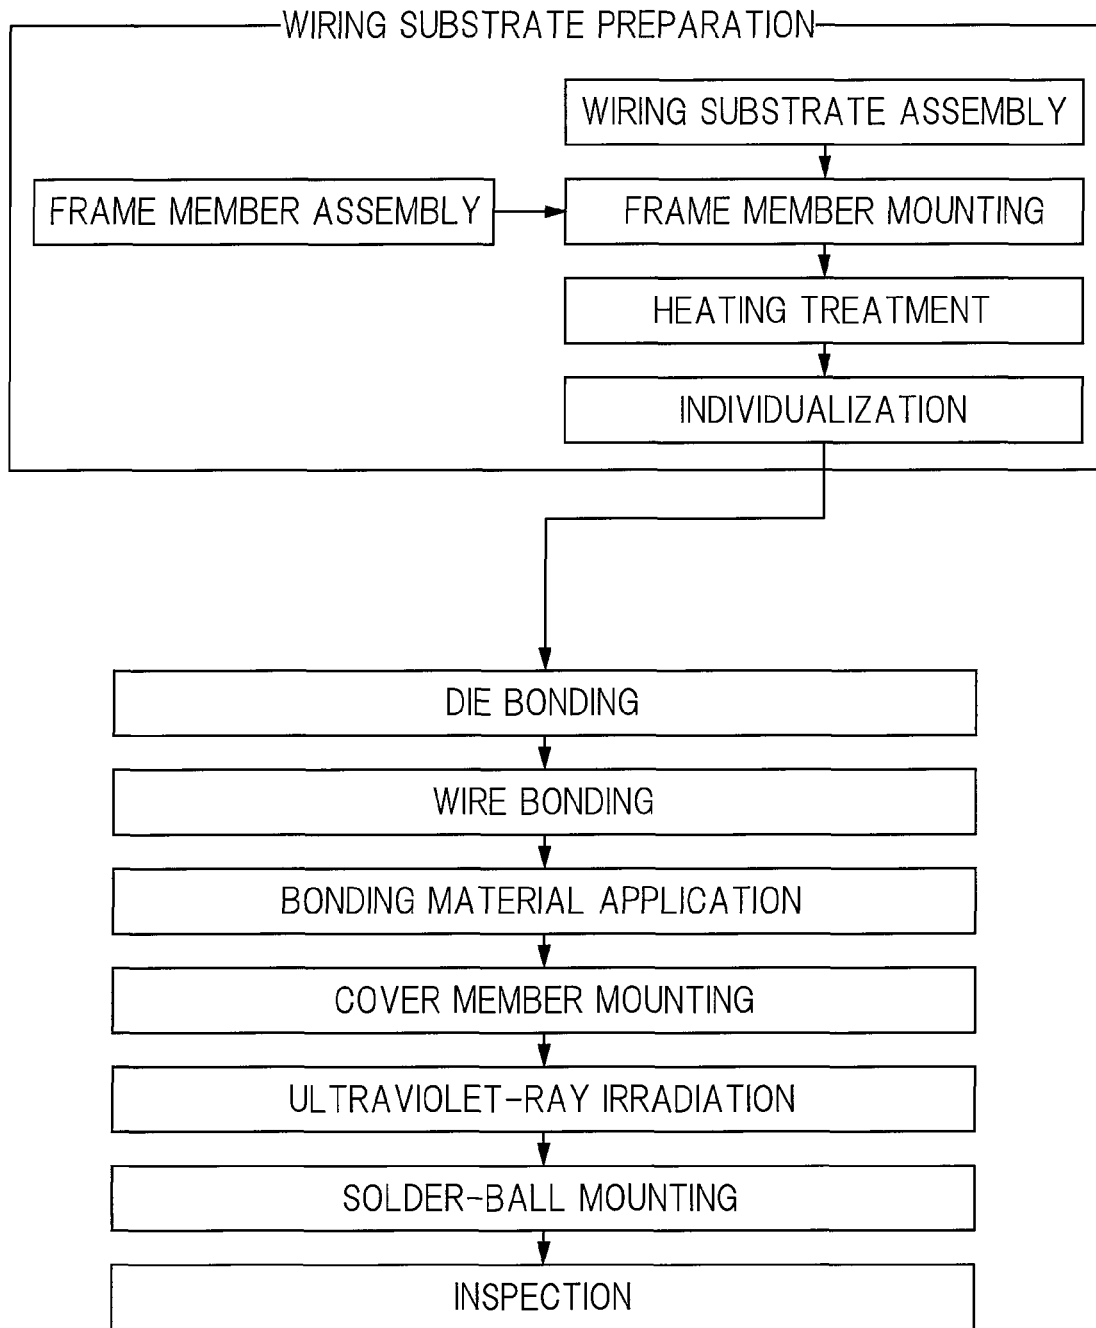 WIRING SUBSTRATE PREPARATION
WIRING SUBSTRATE ASSEMBLY
FRAME MEMBER ASSEMBLY
FRAME MEMBER MOUNTING
HEATING TREATMENT
INDIVIDUALIZATION
DIE BONDING
WIRE BONDING
BONDING MATERIAL APPLICATION
COVER MEMBER MOUNTING
ULTRAVIOLET-RAY IRRADIATION
SOLDER-BALL MOUNTING
INSPECTION